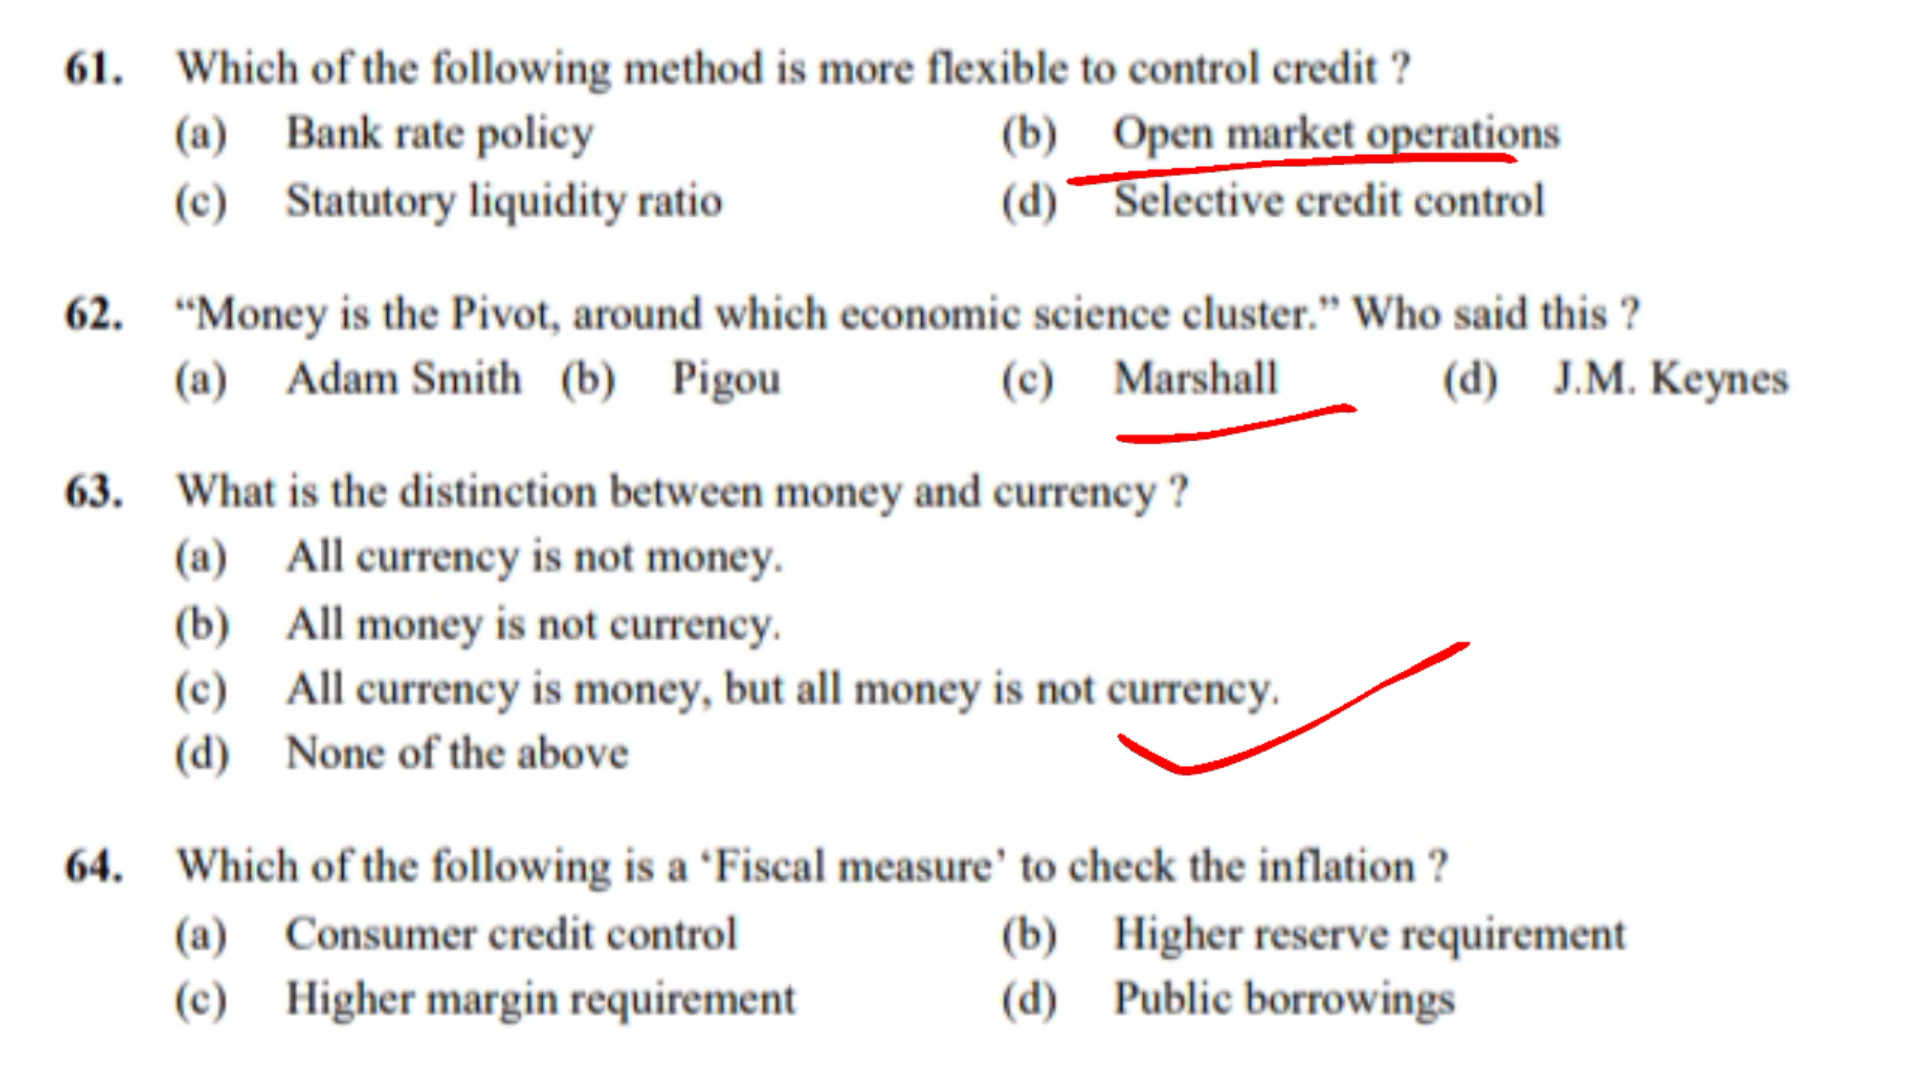 61. Which of the following method is more flexible to control credit ?
(a) Bank rate policy (b) Open market operations
(c) Statutory liquidity ratio (d) Selective credit control
62. “Money is the Pivot, around which economic science cluster.” Who said this ?
(a) Adam Smith (b) Pigou (c) Marshall (d) J.M. Keynes
63. What is the distinction between money and currency ?
(a) All currency is not money.
(b) All money is not currency.
(c) All currency is money, but all money is not currency.
(d) None of the above
64. Which of the following is a ‘Fiscal measure’ to check the inflation ?
(a) Consumer credit control (b) Higher reserve requirement
(c) Higher margin requirement (d) Public borrowings